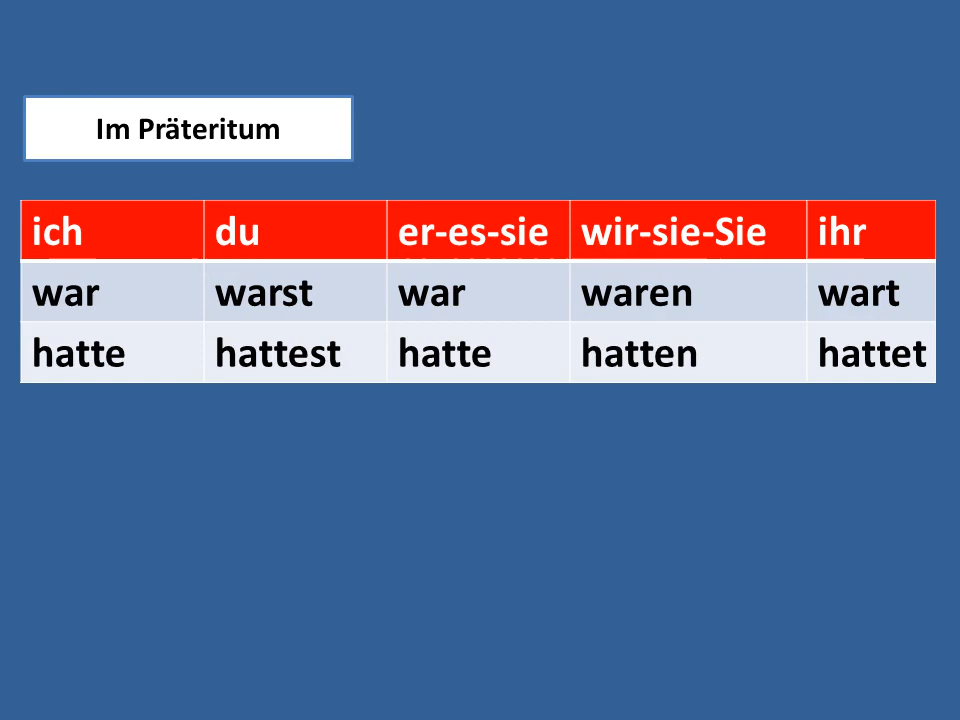 Im Präteritum
ich du er-es-sie wir-sie-Sie ihr
war warst war waren wart
hatte hattest hatte hatten hattet